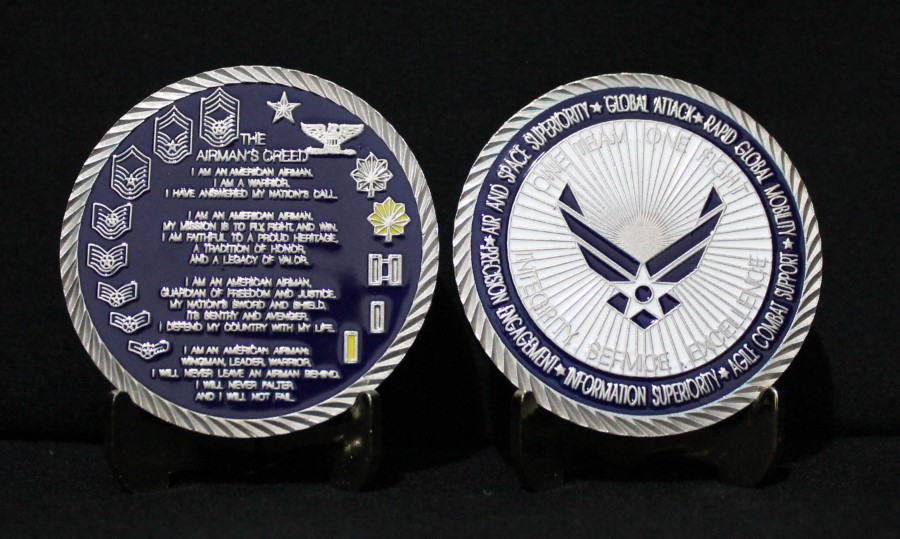 THE
AIRMAN'S CREED
I AM AN AMERICAN AIRMAN.
I AM A WARRIOR.
I HAVE ANSWERED MY NATION'S CALL.
I AM AN AMERICAN AIRMAN.
MY MISSION IS TO FLY, FIGHT, AND WIN.
I AM FAITHFUL TO A PROUD HERITAGE,
A TRADITION OF HONOR,
AND A LEGACY OF VALOR.
I AM AN AMERICAN AIRMAN,
GUARDIAN OF FREEDOM AND JUSTICE,
MY NATION'S SWORD AND SHIELD,
ITS SENTRY AND AVENGER.
I DEFEND MY COUNTRY WITH MY LIFE.
I AM AN AMERICAN AIRMAN:
WINGMAN, LEADER, WARRIOR.
I WILL NEVER LEAVE AN AIRMAN BEHIND,
I WILL NEVER FALTER,
AND I WILL NOT FAIL.
AIR AND SPACE SUPERIORITY ★ GLOBAL ATTACK ★ RAPID GLOBAL MOBILITY ★ AGILE COMBAT SUPPORT ★ INFORMATION SUPERIORITY ★ PRECISION ENGAGEMENT ★
ONE TEAM ONE
INTEGRITY. SERVICE. EXCELLENCE